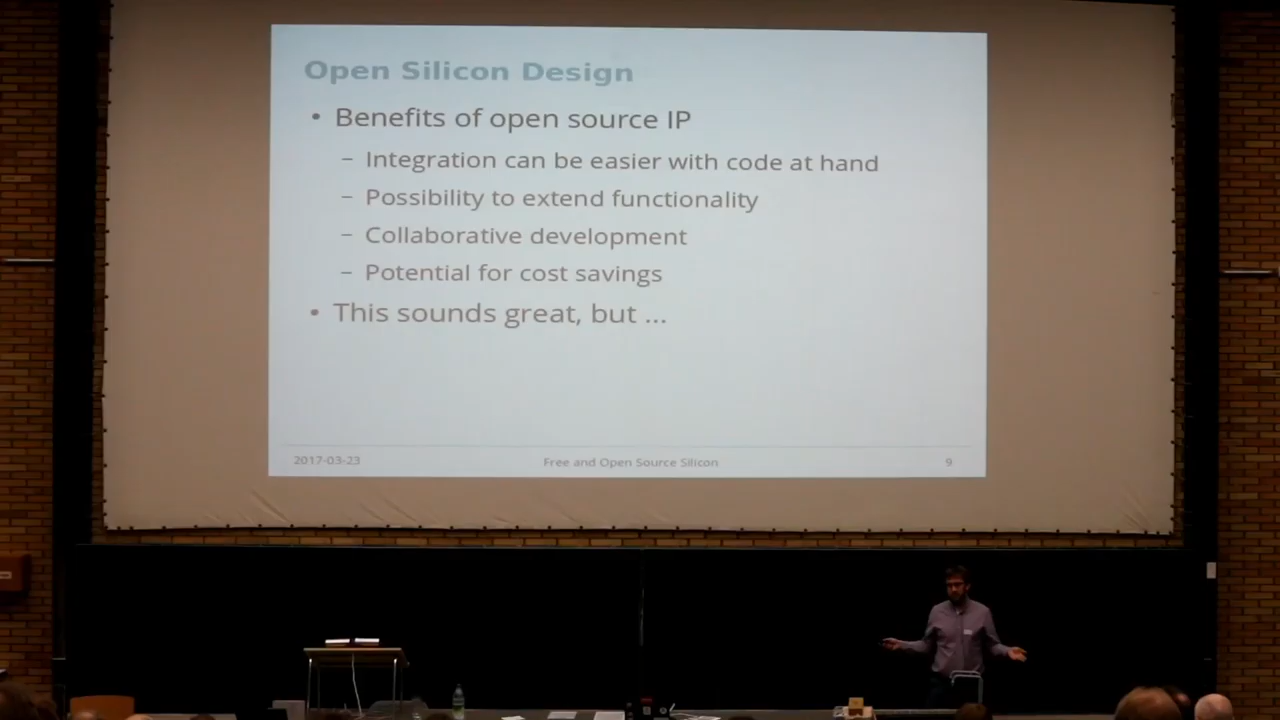 Open Silicon Design
• Benefits of open source IP
– Integration can be easier with code at hand
– Possibility to extend functionality
– Collaborative development
– Potential for cost savings
• This sounds great, but ...
2017-03-23 Free and Open Source Silicon 9